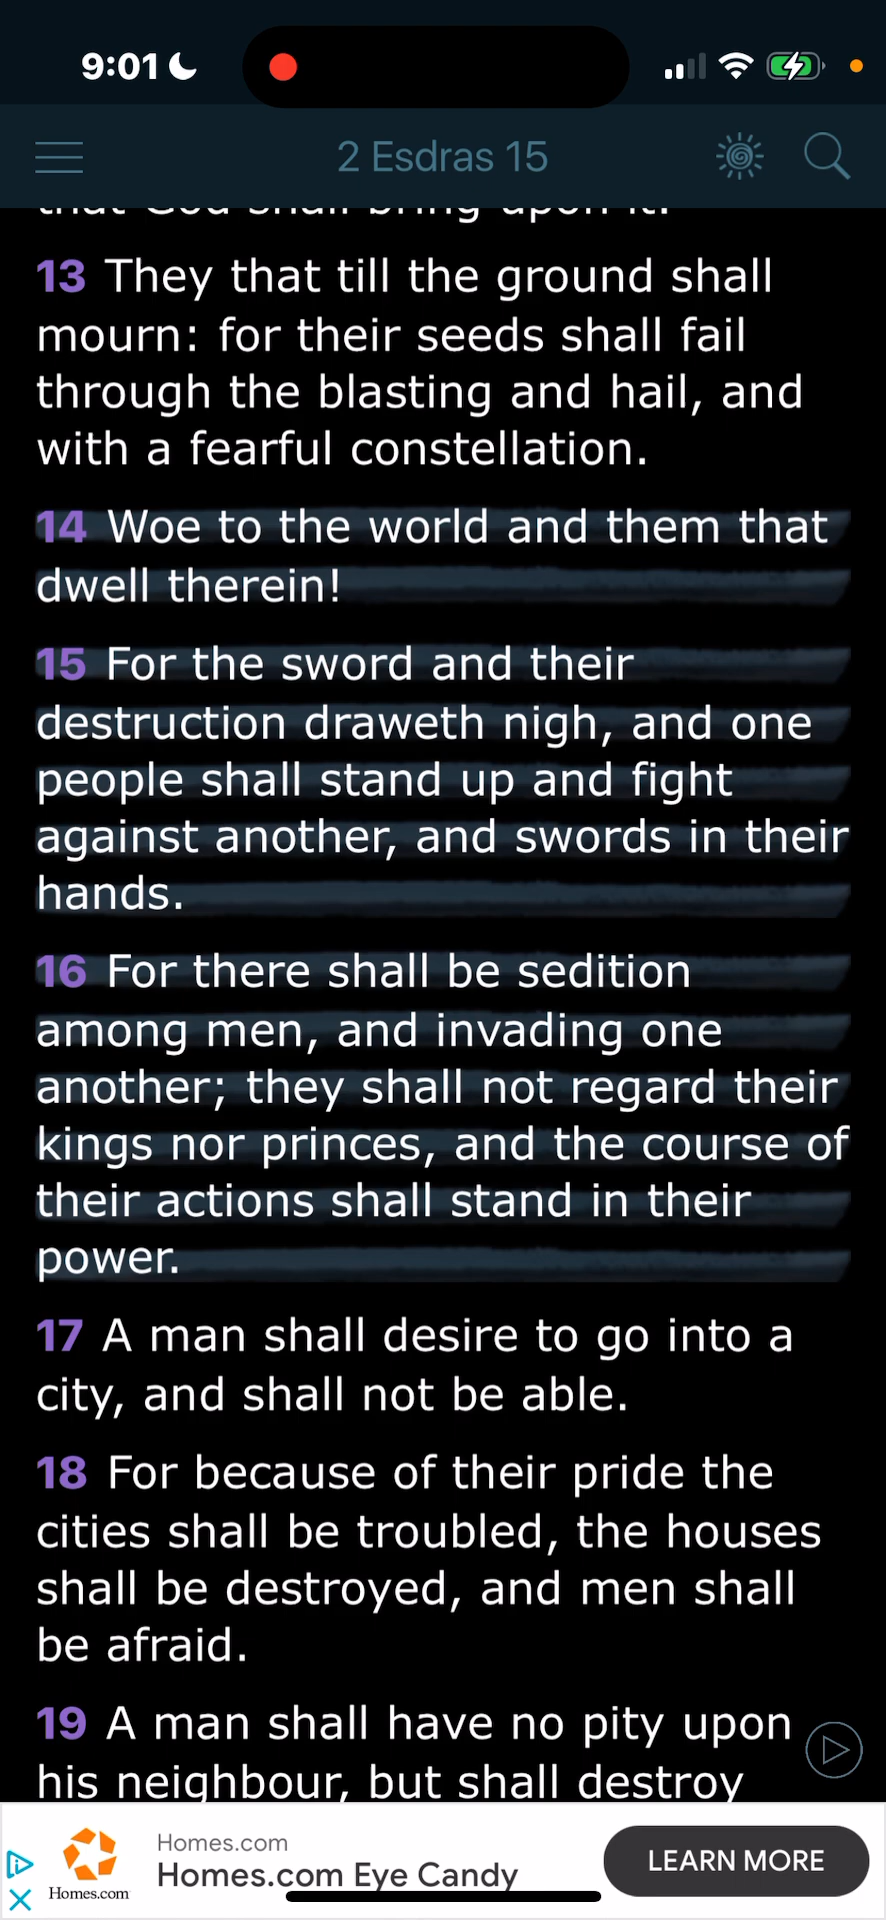 9:01
2 Esdras 15
that God shall bring upon it.
13 They that till the ground shall
mourn: for their seeds shall fail
through the blasting and hail, and
with a fearful constellation.
14 Woe to the world and them that
dwell therein!
15 For the sword and their
destruction draweth nigh, and one
people shall stand up and fight
against another, and swords in their
hands.
16 For there shall be sedition
among men, and invading one
another; they shall not regard their
kings nor princes, and the course of
their actions shall stand in their
power.
17 A man shall desire to go into a
city, and shall not be able.
18 For because of their pride the
cities shall be troubled, the houses
shall be destroyed, and men shall
be afraid.
19 A man shall have no pity upon
his neighbour, but shall destroy
Homes.com
Homes.com
Homes.com Eye Candy
LEARN MORE